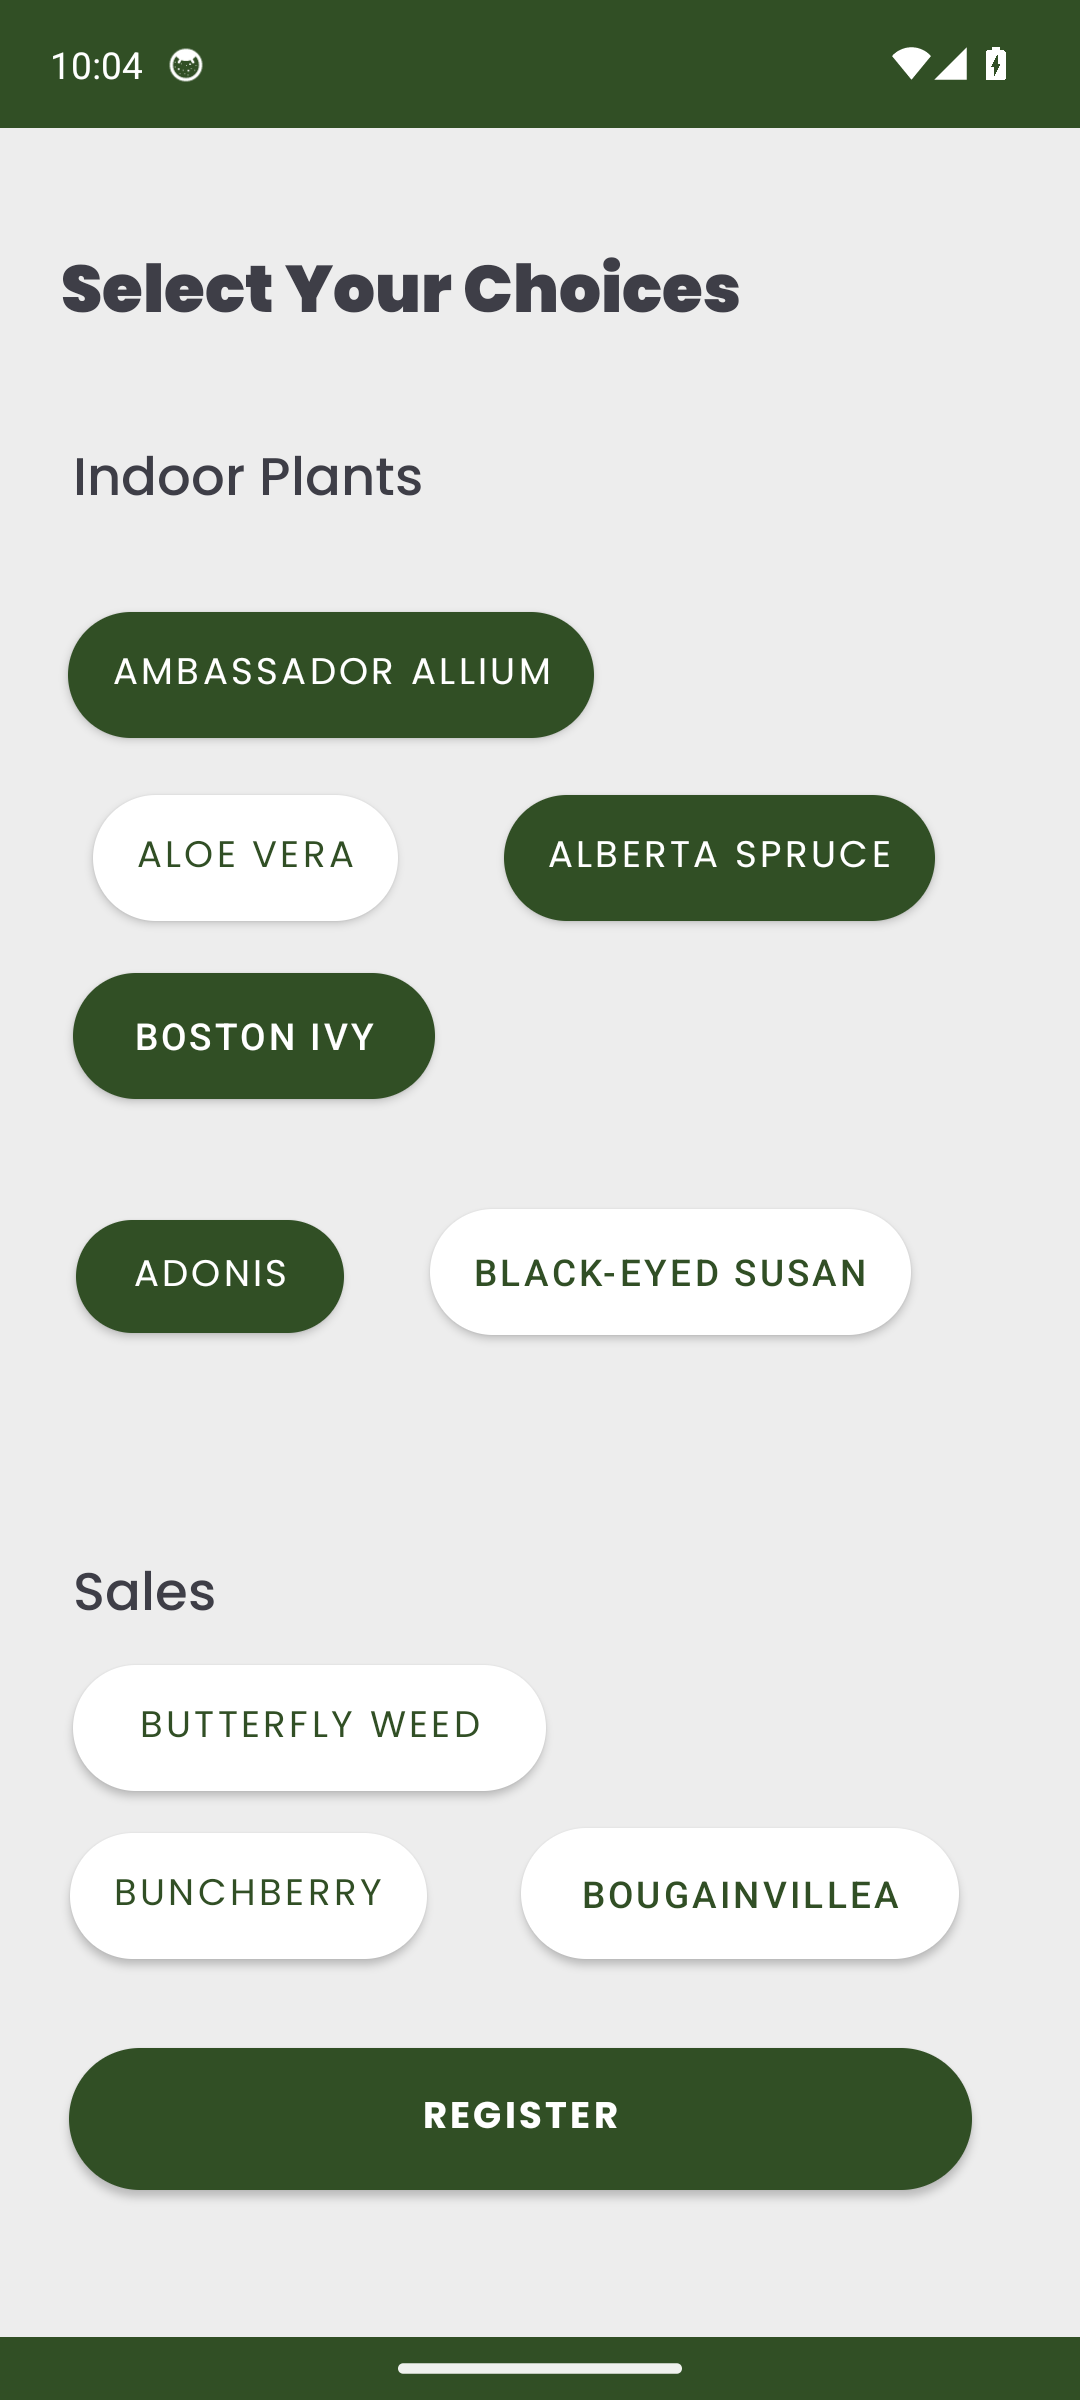 10:04
Select Your Choices
Indoor Plants
AMBASSADOR ALLIUM
ALOE VERA
ALBERTA SPRUCE
BOSTON IVY
ADONIS
BLACK-EYED SUSAN
Sales
BUTTERFLY WEED
BUNCHBERRY
BOUGAINVILLEA
REGISTER